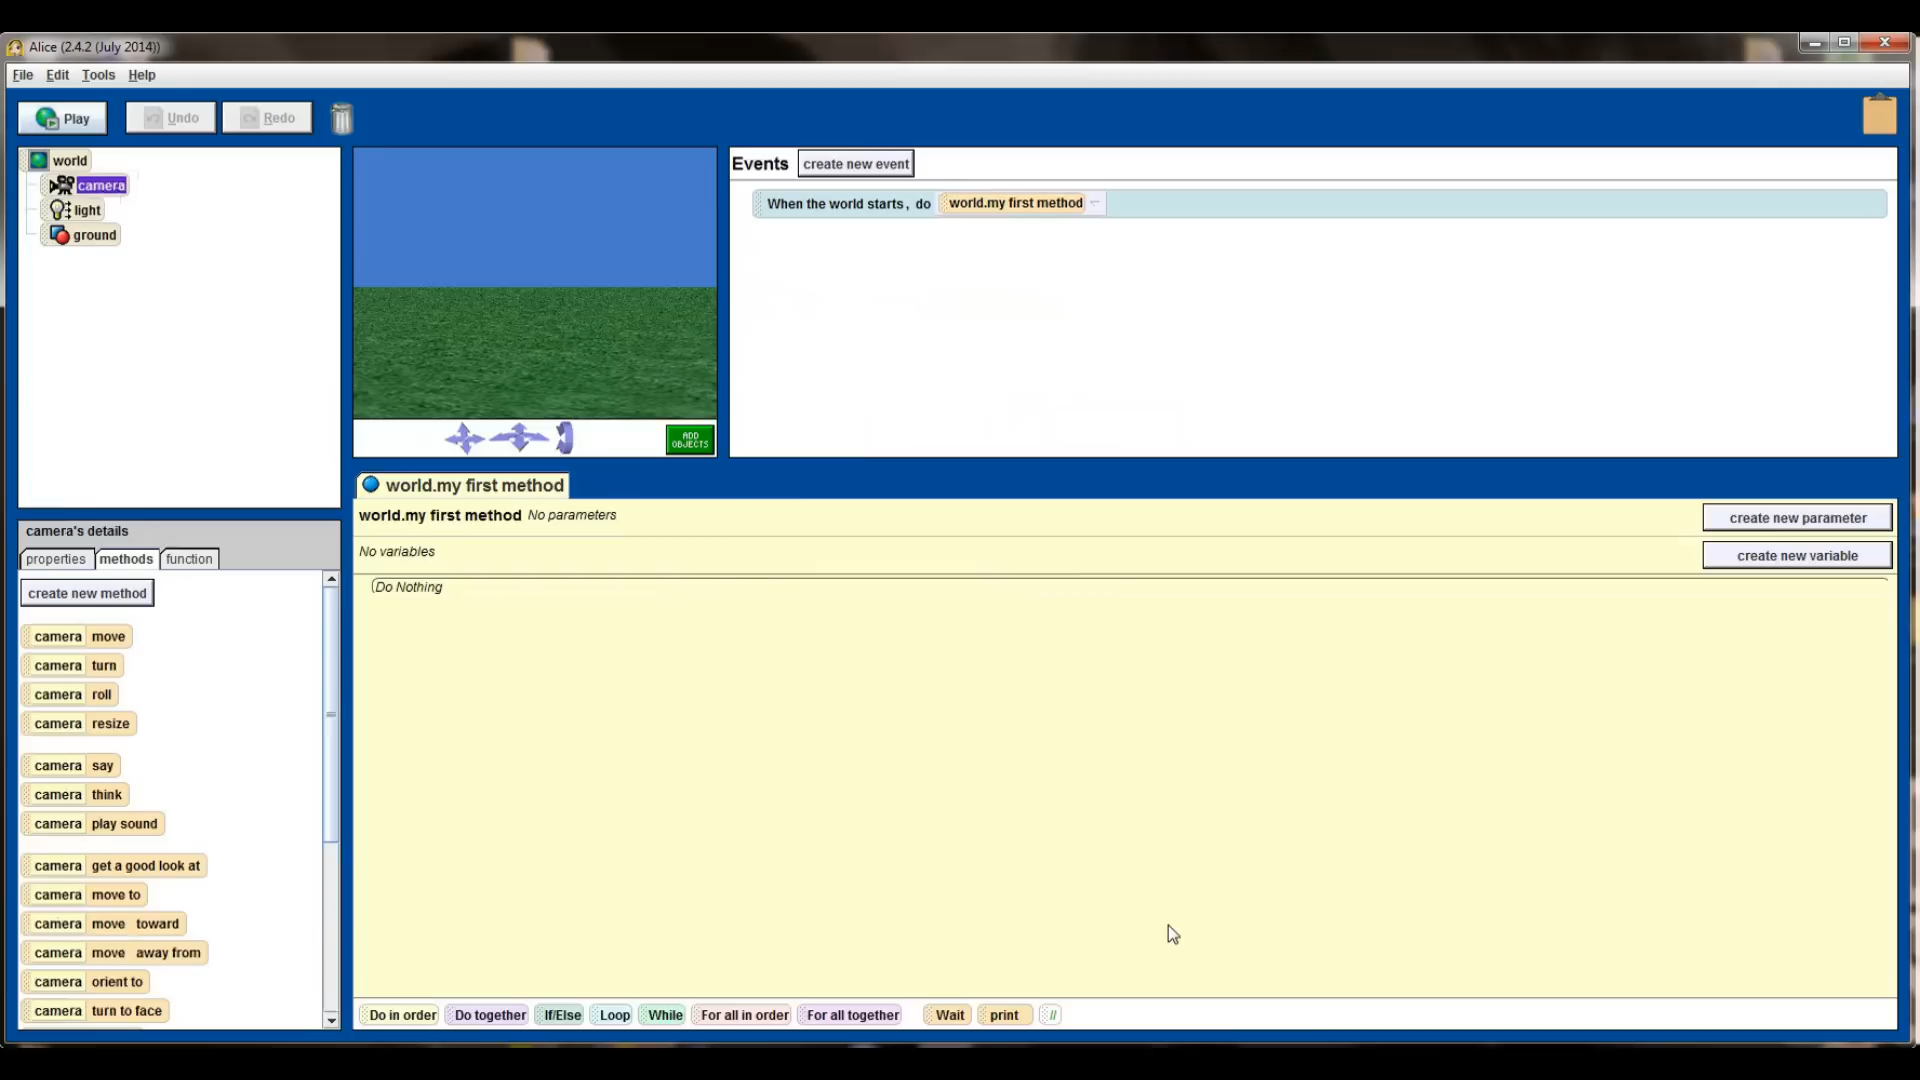 Alice (2.4.2 (July 2014))
File Edit Tools Help
Play Undo Redo
world
camera
light
ground
ADD OBJECTS
Events create new event
When the world starts, do world.my first method
camera's details
properties methods function
create new method
camera move
camera turn
camera roll
camera resize
camera say
camera think
camera play sound
camera get a good look at
camera move to
camera move toward
camera move away from
camera orient to
camera turn to face
world.my first method
world.my first method No parameters
create new parameter
No variables
create new variable
(Do Nothing
Do in order Do together If/Else Loop While For all in order For all together Wait print //